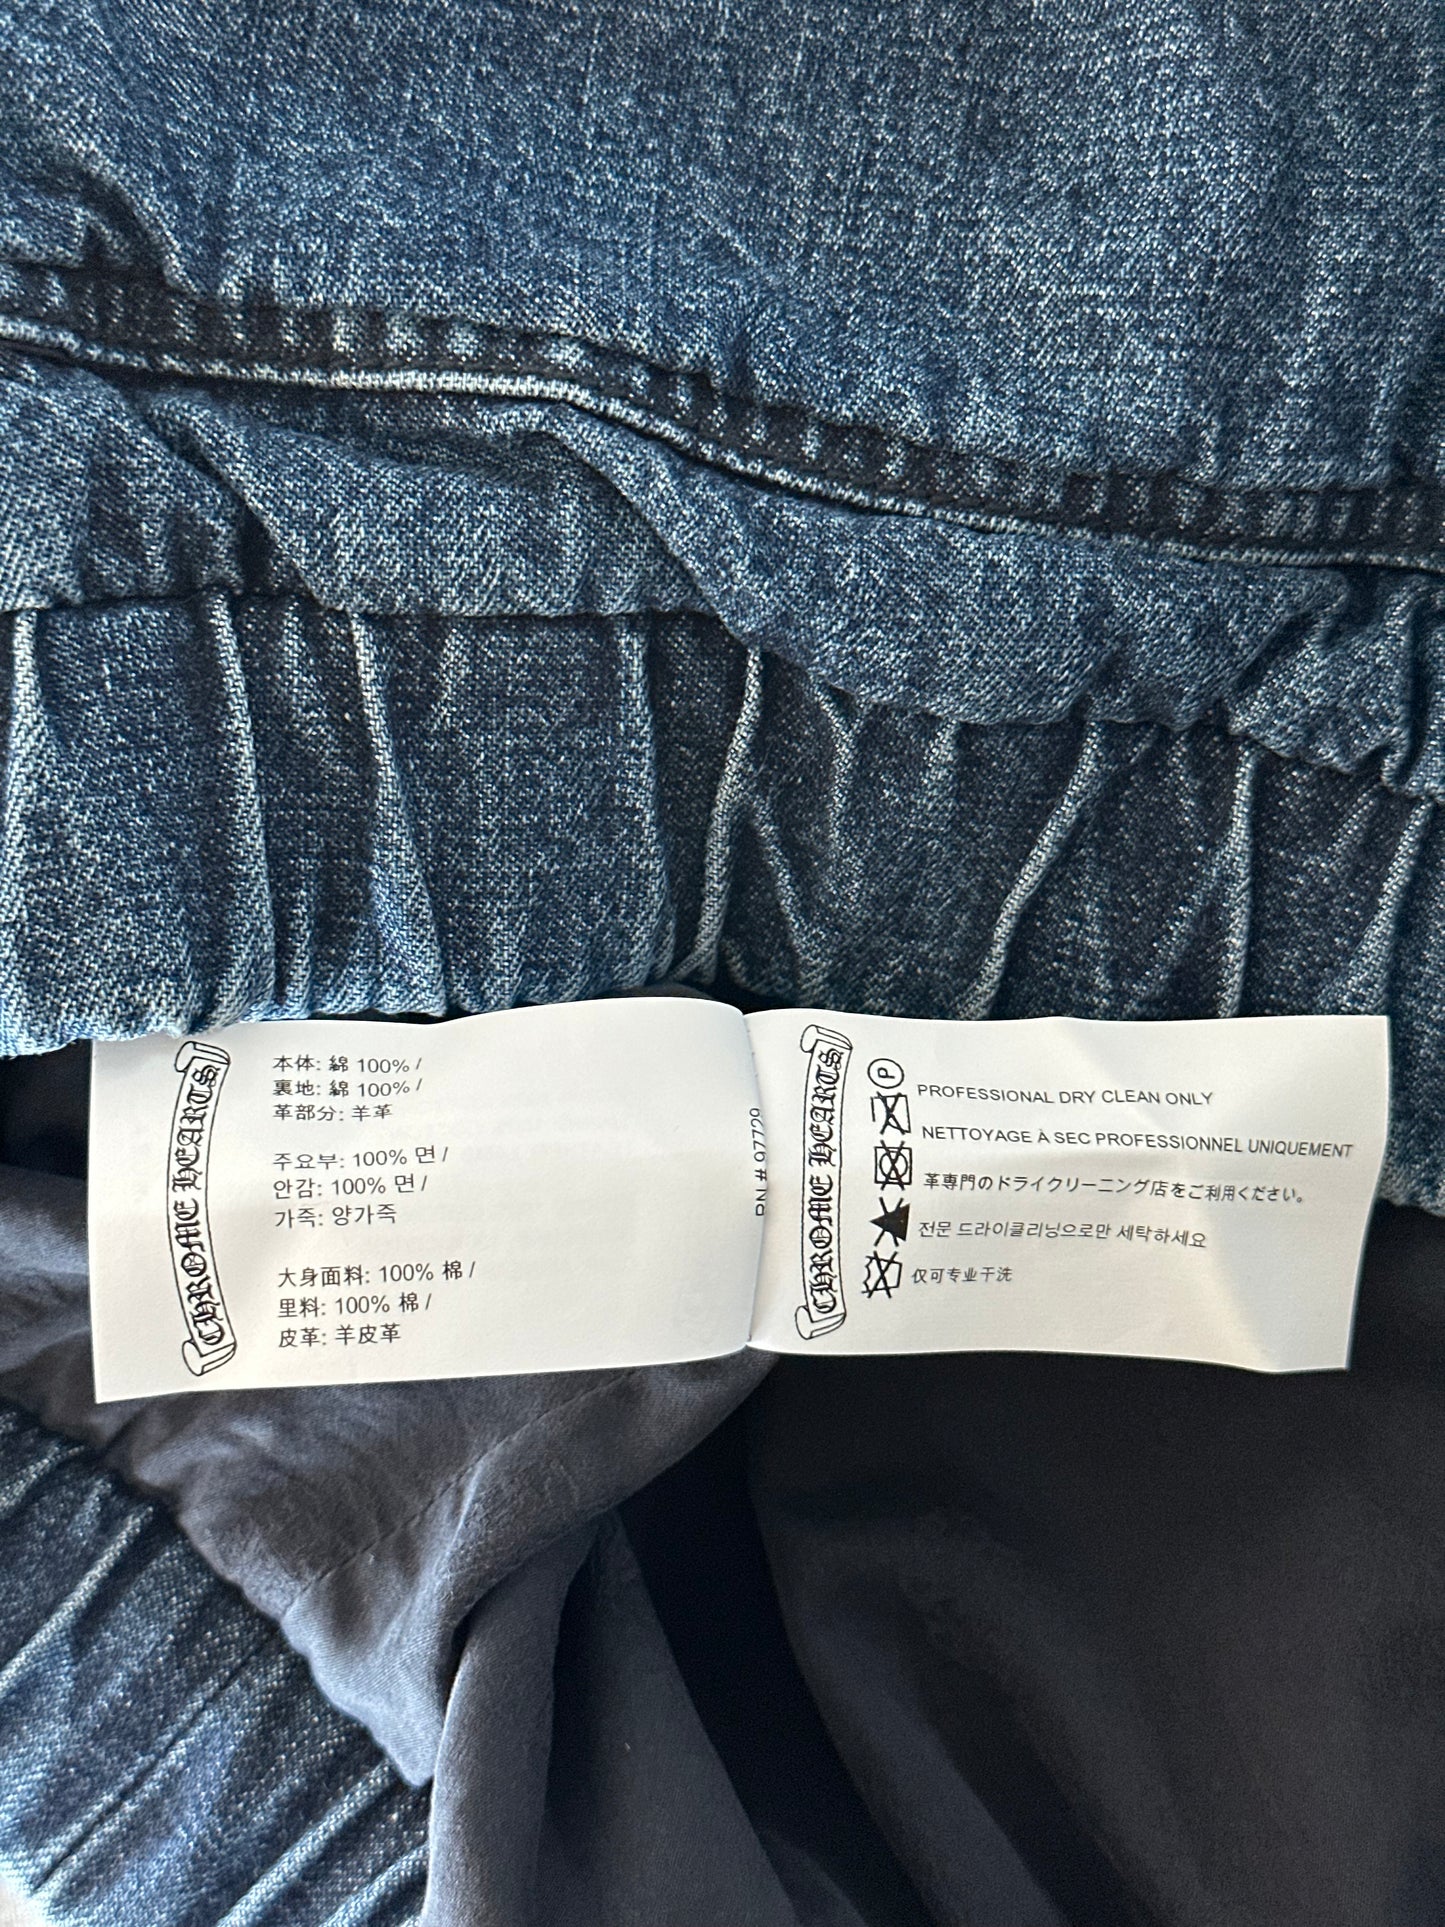 CHROME HEARTS
本体: 綿 100% /
裏地: 綿 100% /
革部分: 羊革
주요부: 100% 면 /
안감: 100% 면 /
가족: 양가족
大身面料: 100% 棉 /
里料: 100% 棉 /
皮革: 羊皮革
CHROME HEARTS
P
PROFESSIONAL DRY CLEAN ONLY
NETTOYAGE À SEC PROFESSIONNEL UNIQUEMENT
革専門のドライクリーニング店をご利用ください。
전문 드라이클리닝으로만 세탁하세요
仅可专业干洗